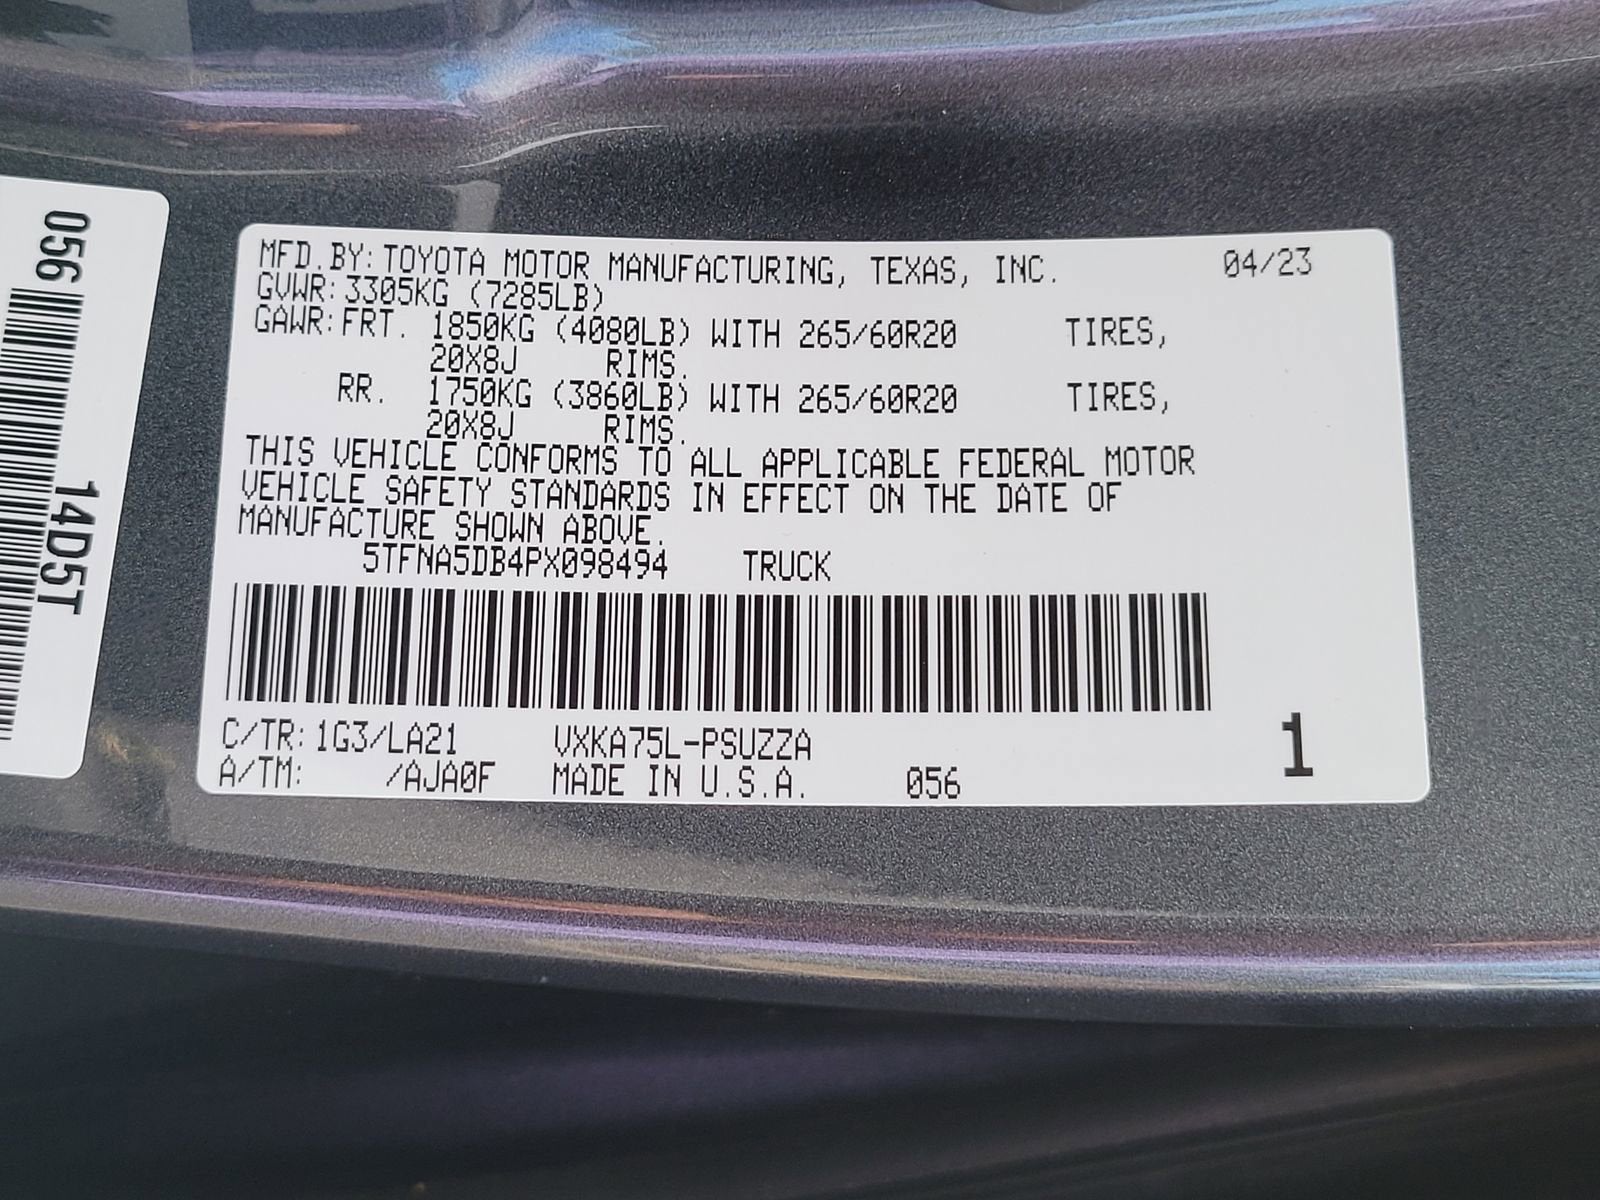 056 14D5T
MFD.BY:TOYOTA MOTOR MANUFACTURING, TEXAS, INC. 04/23
GVWR:3305KG (7285LB)
GAWR:FRT. 1850KG (4080LB) WITH 265/60R20 TIRES,
20X8J RIMS.
RR. 1750KG (3860LB) WITH 265/60R20 TIRES,
20X8J RIMS.
THIS VEHICLE CONFORMS TO ALL APPLICABLE FEDERAL MOTOR
VEHICLE SAFETY STANDARDS IN EFFECT ON THE DATE OF
MANUFACTURE SHOWN ABOVE.
5TFNA5DB4PX098494 TRUCK
C/TR:1G3/LA21 VXKA75L-PSUZZA
A/TM: /AJA0F MADE IN U.S.A. 056 1